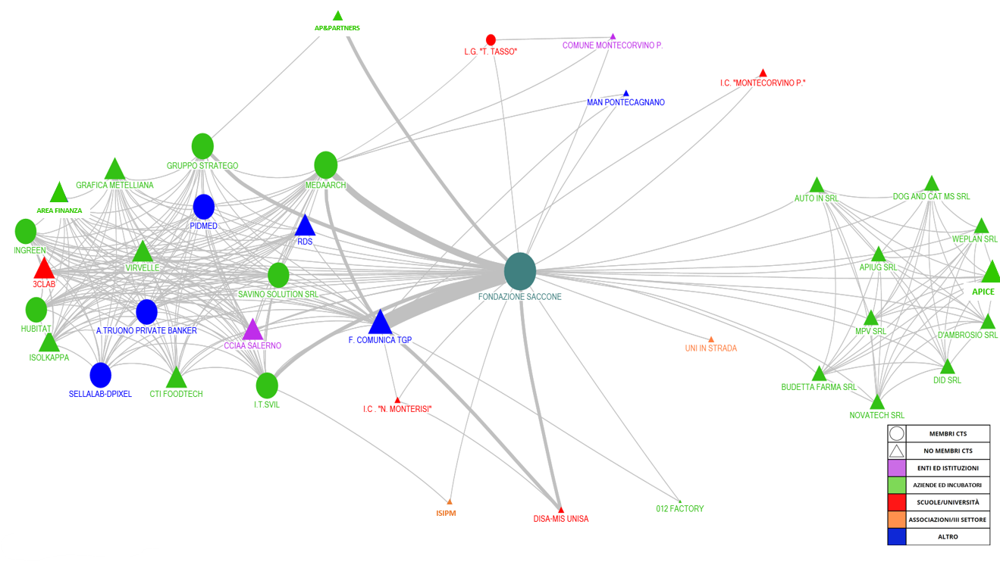 AP&PARTNERS
L.G. "T. TASSO"
COMUNE MONTECORVINO P.
I.C. "MONTECORVINO P."
MAN PONTECAGNANO
GRUPPO STRATEGO
GRAFICA METELLIANA
MEDAARCH
AREA FINANZA
AUTO IN SRL
DOG AND CAT MS SRL
PIDMED
RDS
INGREEN
WEPLAN SRL
VIRVELLE
APIUG SRL
3CLAB
SAVINO SOLUTION SRL
FONDAZIONE SACCONE
APICE
HUBITAT
A.TRUONO PRIVATE BANKER
MPV SRL
D'AMBROSIO SRL
CCIAA SALERNO
F. COMUNICA TGP
UNI IN STRADA
ISOLKAPPA
DID SRL
BUDETTA FARMA SRL
SELLALAB-DPIXEL
CTI FOODTECH
I.T.SVIL
I.C . "N. MONTERISI"
NOVATECH SRL
ISIPM
DISA-MIS UNISA
012 FACTORY
MEMBRI CTS
NO MEMBRI CTS
ENTI ED ISTITUZIONI
AZIENDE ED INCUBATORI
SCUOLE/UNIVERSITÀ
ASSOCIAZIONI/III SETTORE
ALTRO